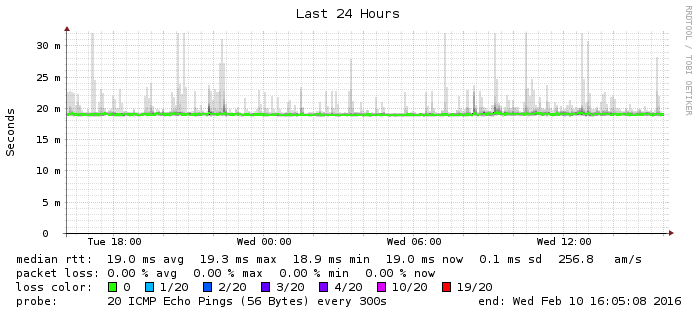 Last 24 Hours
RRDTOOL / TOBI OETIKER
Seconds
30 m
25 m
20 m
15 m
10 m
5 m
0
Tue 18:00 Wed 00:00 Wed 06:00 Wed 12:00
median rtt: 19.0 ms avg 19.3 ms max 18.9 ms min 19.0 ms now 0.1 ms sd 256.8 am/s
packet loss: 0.00 % avg 0.00 % max 0.00 % min 0.00 % now
loss color: 0 1/20 2/20 3/20 4/20 10/20 19/20
probe: 20 ICMP Echo Pings (56 Bytes) every 300s end: Wed Feb 10 16:05:08 2016